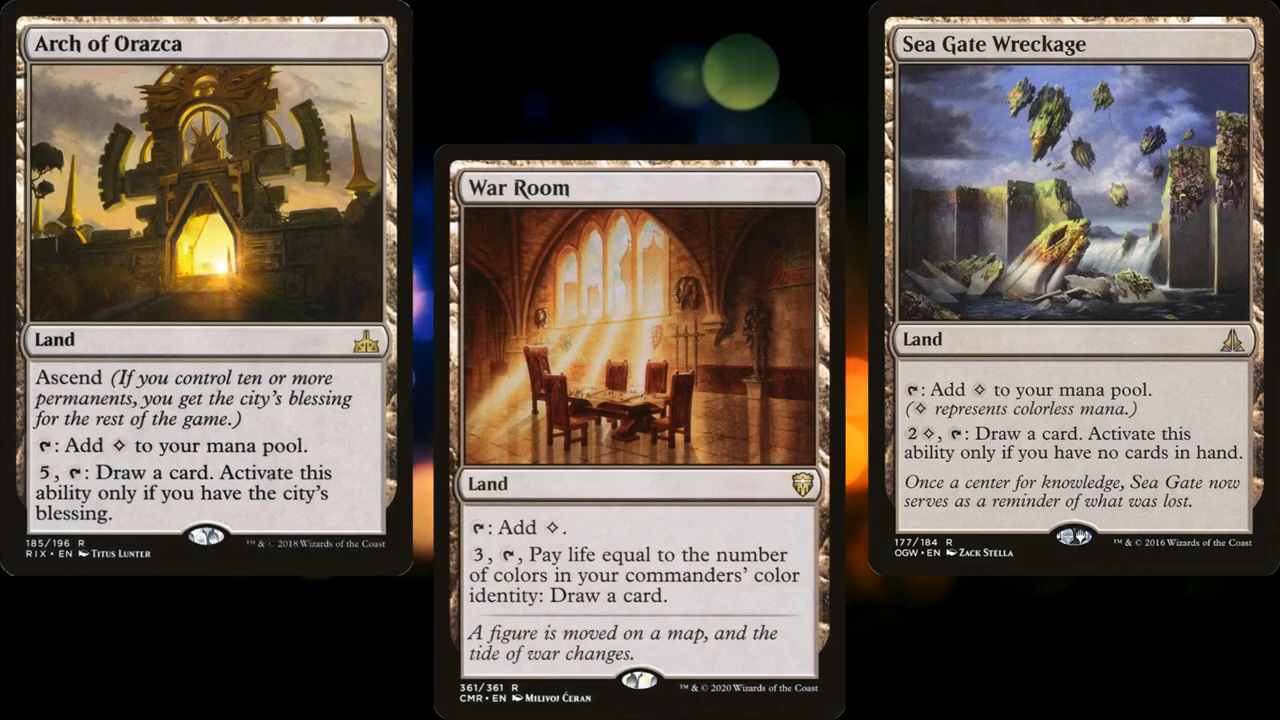 Arch of Orazca
Land
Ascend (If you control ten or more
permanents, you get the city's blessing
for the rest of the game.)
: Add to your mana pool.
5, : Draw a card. Activate this
ability only if you have the city's
blessing.
185/196 R
RIX • EN Titus Lunter
™ & © 2018 Wizards of the Coast
War Room
Land
: Add .
3, , Pay life equal to the number
of colors in your commanders' color
identity: Draw a card.
A figure is moved on a map, and the
tide of war changes.
361/361 R
CMR • EN Milivoj Ćeran
™ & © 2020 Wizards of the Coast
Sea Gate Wreckage
Land
: Add to your mana pool.
( represents colorless mana.)
2 , : Draw a card. Activate this
ability only if you have no cards in hand.
Once a center for knowledge, Sea Gate now
serves as a reminder of what was lost.
177/184 R
OGW • EN Zack Stella
™ & © 2016 Wizards of the Coast